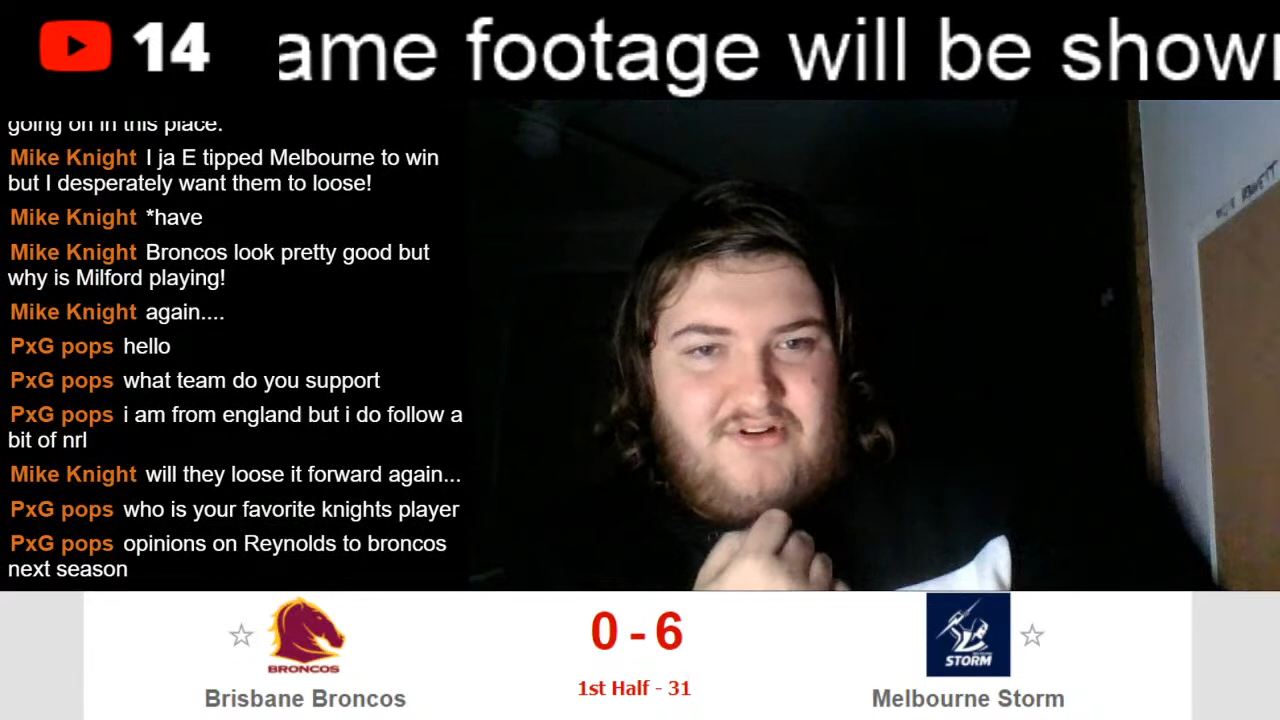 14
ame footage will be shown
going on in this place.
Mike Knight I ja E tipped Melbourne to win
but I desperately want them to loose!
Mike Knight *have
Mike Knight Broncos look pretty good but
why is Milford playing!
Mike Knight again....
PxG pops hello
PxG pops what team do you support
PxG pops i am from england but i do follow a
bit of nrl
Mike Knight will they loose it forward again...
PxG pops who is your favorite knights player
PxG pops opinions on Reynolds to broncos
next season
BRONCOS
Brisbane Broncos
0 - 6
1st Half - 31
STORM
Melbourne Storm